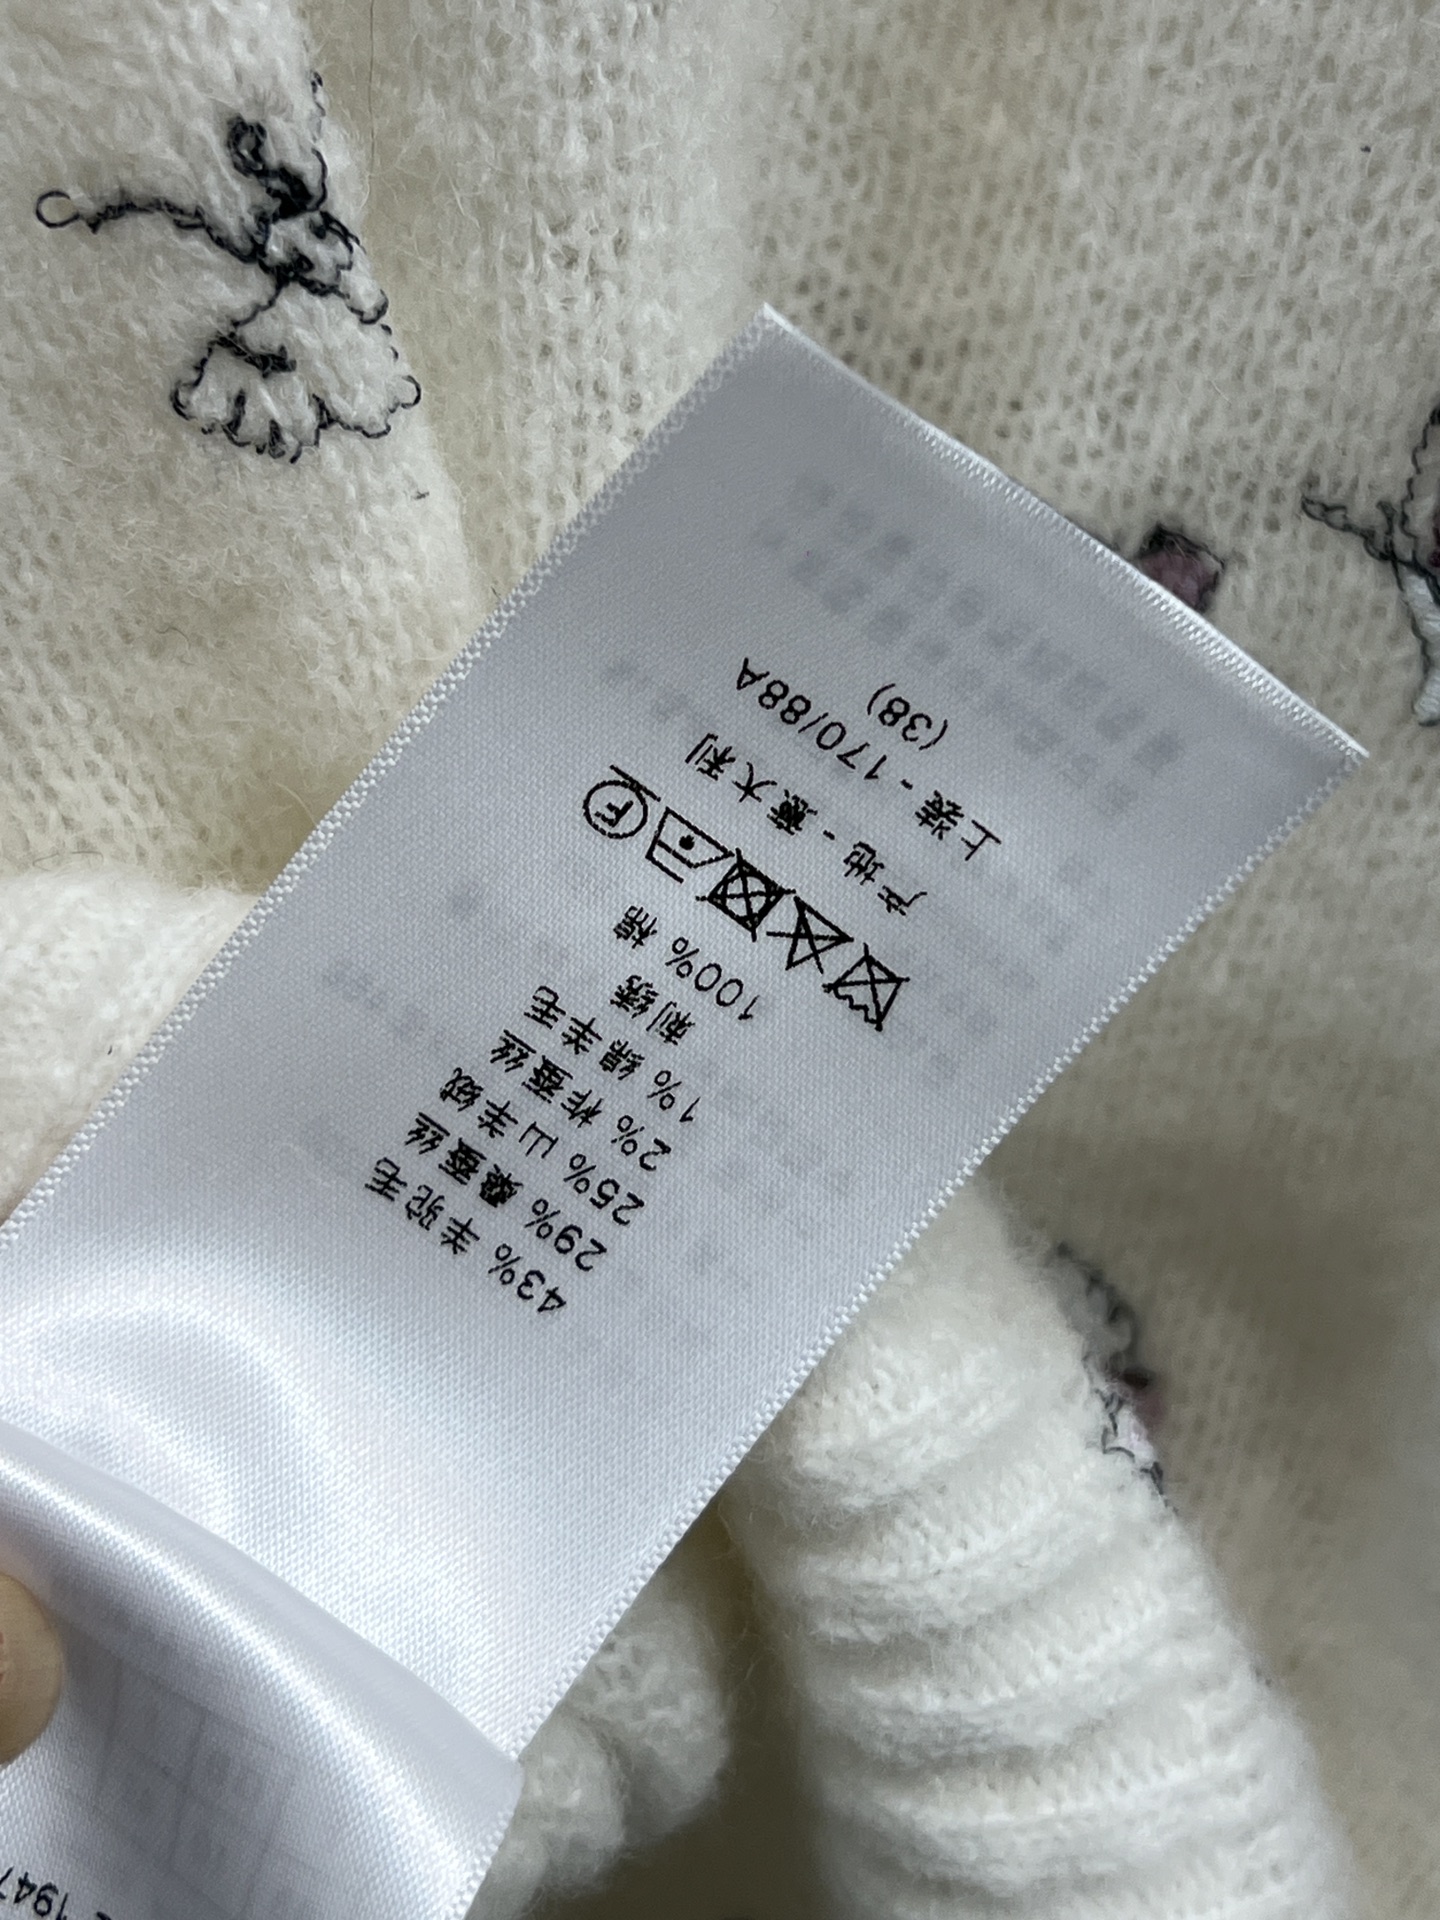 43% 羊驼毛
29% 桑蚕丝
25% 山羊绒
2% 柞蚕丝
1% 绵羊毛
刺绣
100% 棉
F
产地 - 意大利
上装 - 170/88A
(38)
1947